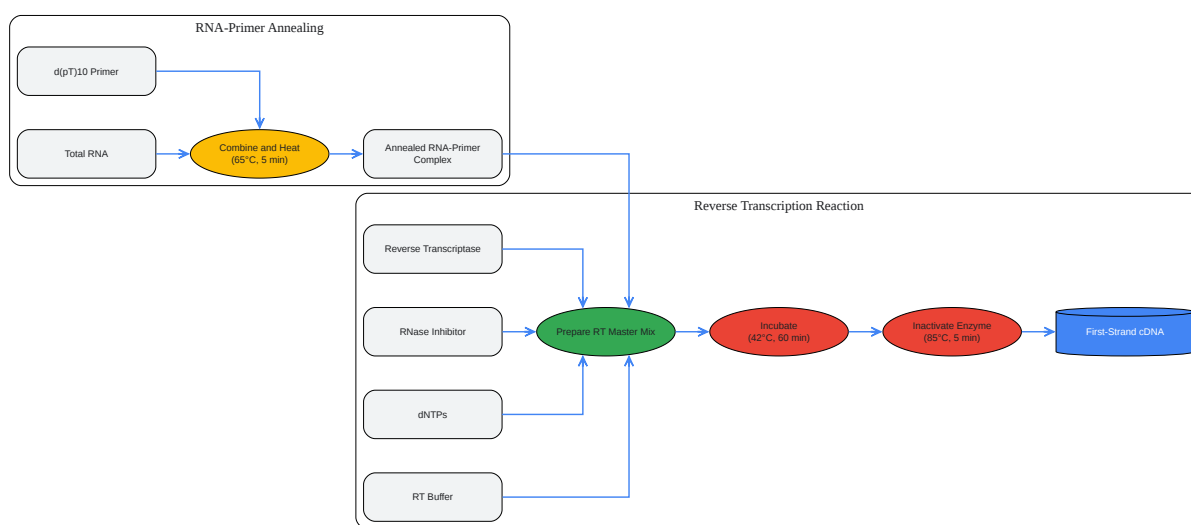 RNA-Primer Annealing
d(pT)10 Primer
Total RNA
Combine and Heat
(65°C, 5 min)
Annealed RNA-Primer
Complex
Reverse Transcription Reaction
Reverse Transcriptase
RNase Inhibitor
Prepare RT Master Mix
Incubate
(42°C, 60 min)
Inactivate Enzyme
(85°C, 5 min)
First-Strand cDNA
dNTPs
RT Buffer